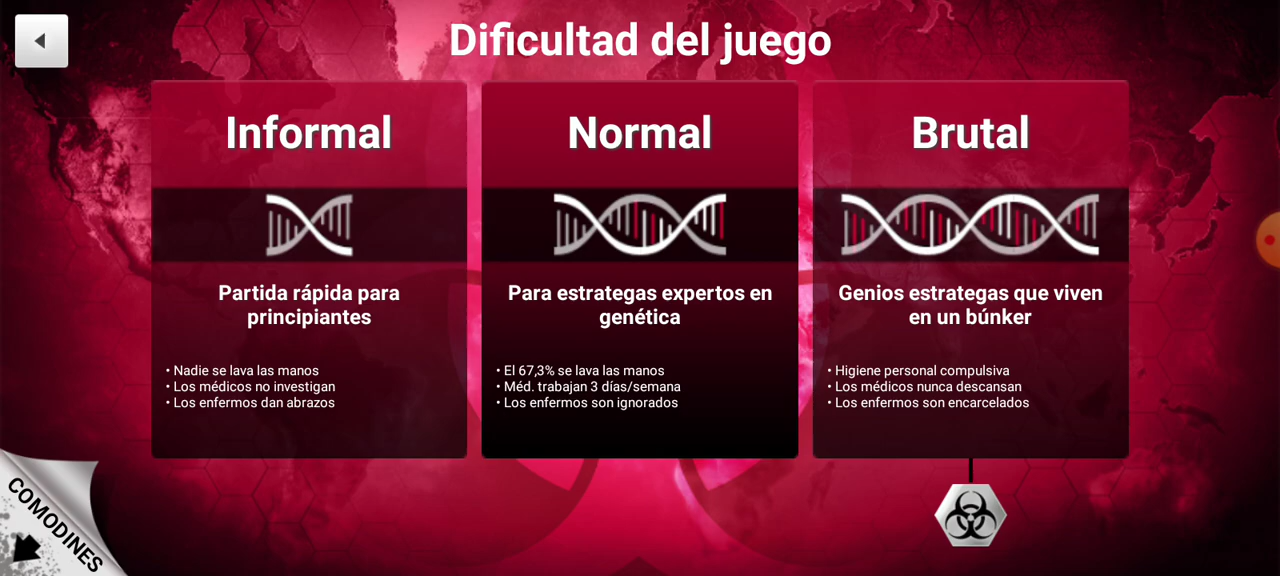 Dificultad del juego
Informal
Partida rápida para
principiantes
• Nadie se lava las manos
• Los médicos no investigan
• Los enfermos dan abrazos
Normal
Para estrategas expertos en
genética
• El 67,3% se lava las manos
• Méd. trabajan 3 días/semana
• Los enfermos son ignorados
Brutal
Genios estrategas que viven
en un búnker
• Higiene personal compulsiva
• Los médicos nunca descansan
• Los enfermos son encarcelados
COMODINES